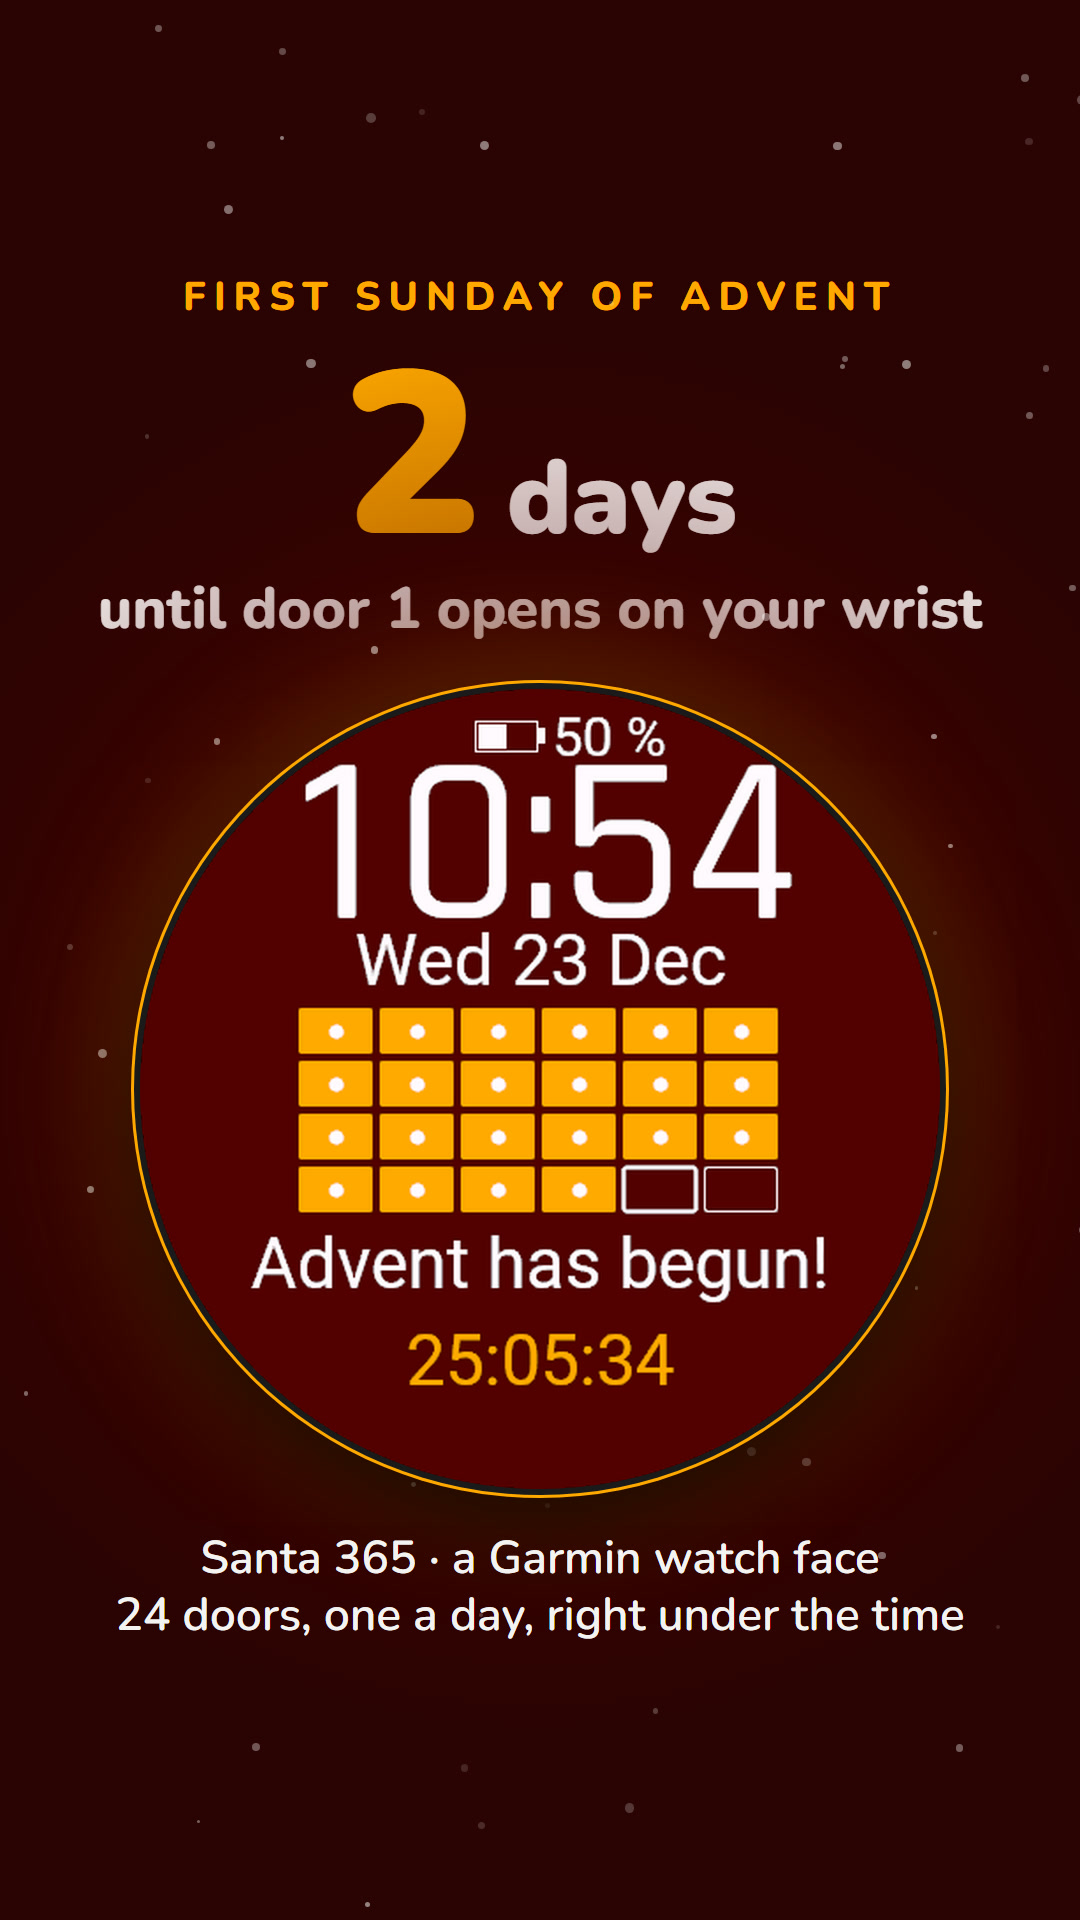 FIRST SUNDAY OF ADVENT
2 days
until door 1 opens on your wrist
50 %
10:54
Wed 23 Dec
Advent has begun!
25:05:34
Santa 365 · a Garmin watch face
24 doors, one a day, right under the time